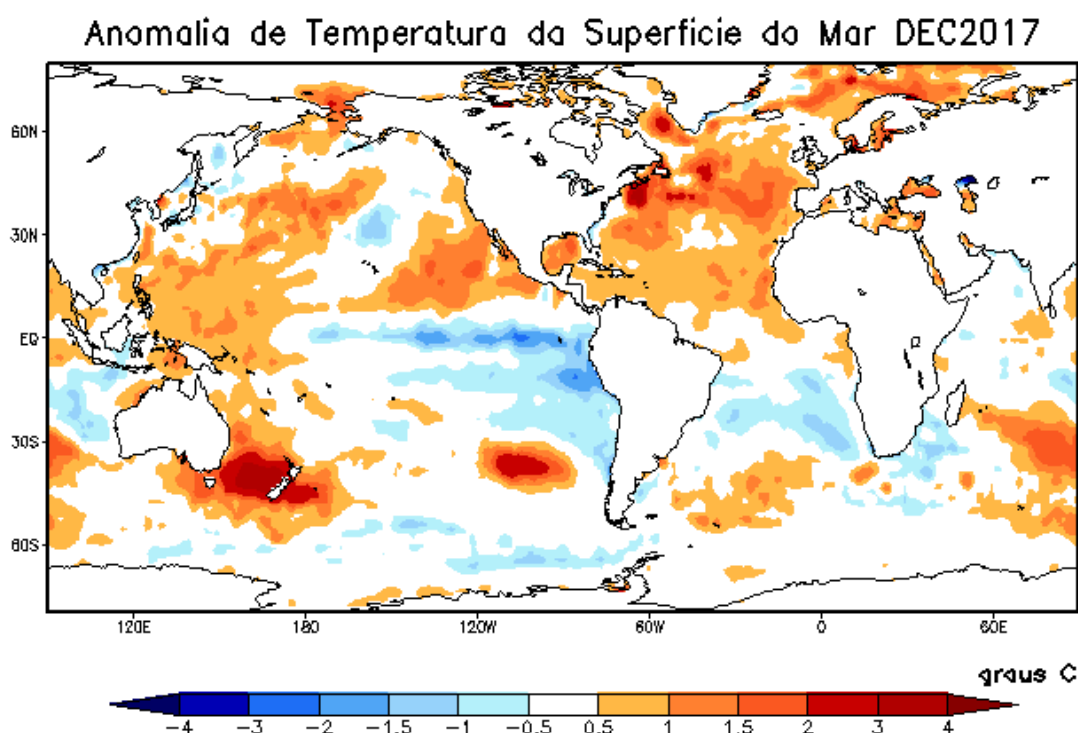 Anomalia de Temperatura da Superficie do Mar DEC2017
60N
30N
EQ
30S
60S
120E 180 120W 60W 0 60E
graus C
-4 -3 -2 -1.5 -1 -0.5 0.5 1 1.5 2 3 4